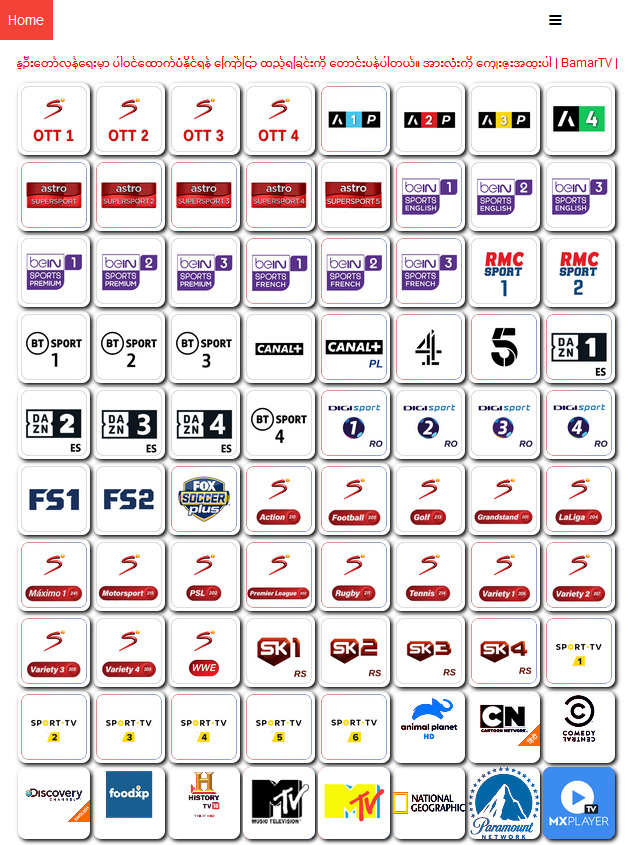 Home
နွဦးတော်လှန်ရေးမှာ ပါဝင်ထောက်ပံ့နိုင်ရန် ကြော်ငြာ ထည့်ရခြင်းကို တောင်းပန်ပါတယ်။ အားလုံးကို ကျေးဇူးအထူးပါ | BamarTV |
OTT 1 OTT 2 OTT 3 OTT 4 A 1 P A 2 P A 3 P A 4
astro SUPERSPORT astro SUPERSPORT 2 astro SUPERSPORT 3 astro SUPERSPORT 4 astro SUPERSPORT 5 beIN SPORTS ENGLISH 1 beIN SPORTS ENGLISH 2 beIN SPORTS ENGLISH 3
beIN SPORTS PREMIUM 1 beIN SPORTS PREMIUM 2 beIN SPORTS PREMIUM 3 beIN SPORTS FRENCH 1 beIN SPORTS FRENCH 2 beIN SPORTS FRENCH 3 RMC SPORT 1 RMC SPORT 2
BT SPORT 1 BT SPORT 2 BT SPORT 3 CANAL+ CANAL+ PL 4 5 DAZN 1 ES
DAZN 2 ES DAZN 3 ES DAZN 4 ES BT SPORT 4 DIGI sport 1 RO DIGI sport 2 RO DIGI sport 3 RO DIGI sport 4 RO
FS1 FS2 FOX SOCCER plus Action 210 Football 205 Golf 213 Grandstand 201 LaLiga 204
Máximo 1 241 Motorsport 215 PSL 202 Premier League 203 Rugby 211 Tennis 214 Variety 1 206 Variety 2 207
Variety 3 208 Variety 4 209 WWE SK1 RS SK2 RS SK3 RS SK4 RS SPORT·TV 1
SPORT·TV 2 SPORT·TV 3 SPORT·TV 4 SPORT·TV 5 SPORT·TV 6 animal planet HD CN CARTOON NETWORK हिन्दी COMEDY CENTRAL
Discovery CHANNEL foodxp H HISTORY TV 18 MTV MUSIC TELEVISION MTV NATIONAL GEOGRAPHIC Paramount NETWORK TV MXPLAYER